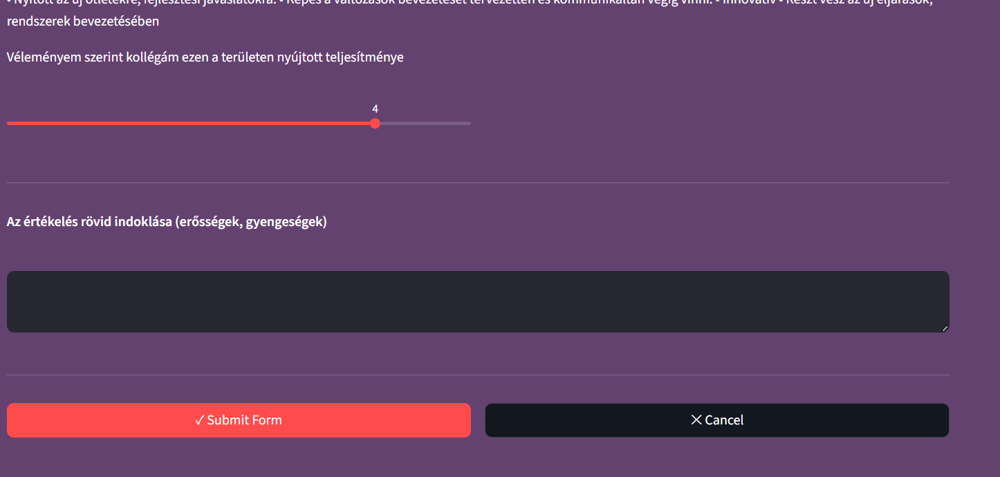 • Nyitott az új ötletekre, fejlesztési javaslatokra. • Képes a változások bevezetését tervezetten és kommunikáltan végig vinni. • Innovatív • Részt vesz az új eljárások,
rendszerek bevezetésében
Véleményem szerint kollégám ezen a területen nyújtott teljesítménye
4
Az értékelés rövid indoklása (erősségek, gyengeségek)
✓ Submit Form
✕ Cancel